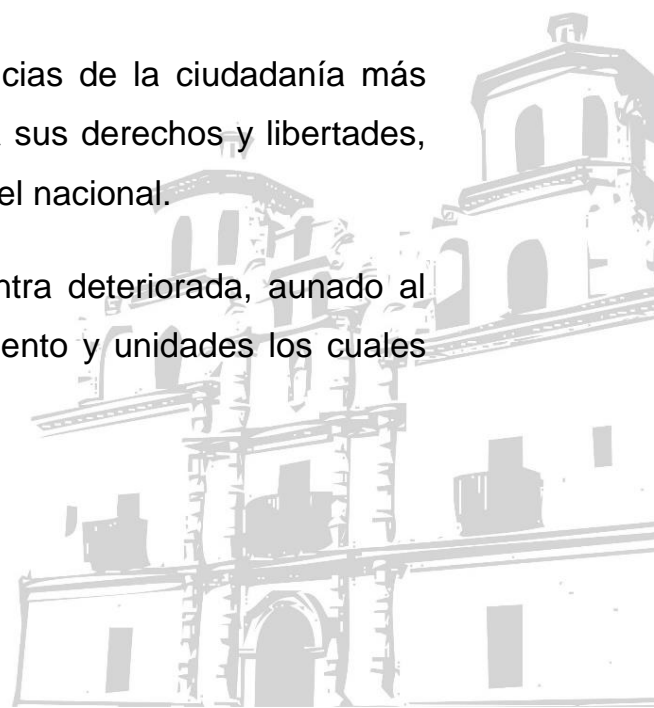 cias de la ciudadanía más
sus derechos y libertades,
el nacional.
ntra deteriorada, aunado al
ento y unidades los cuales